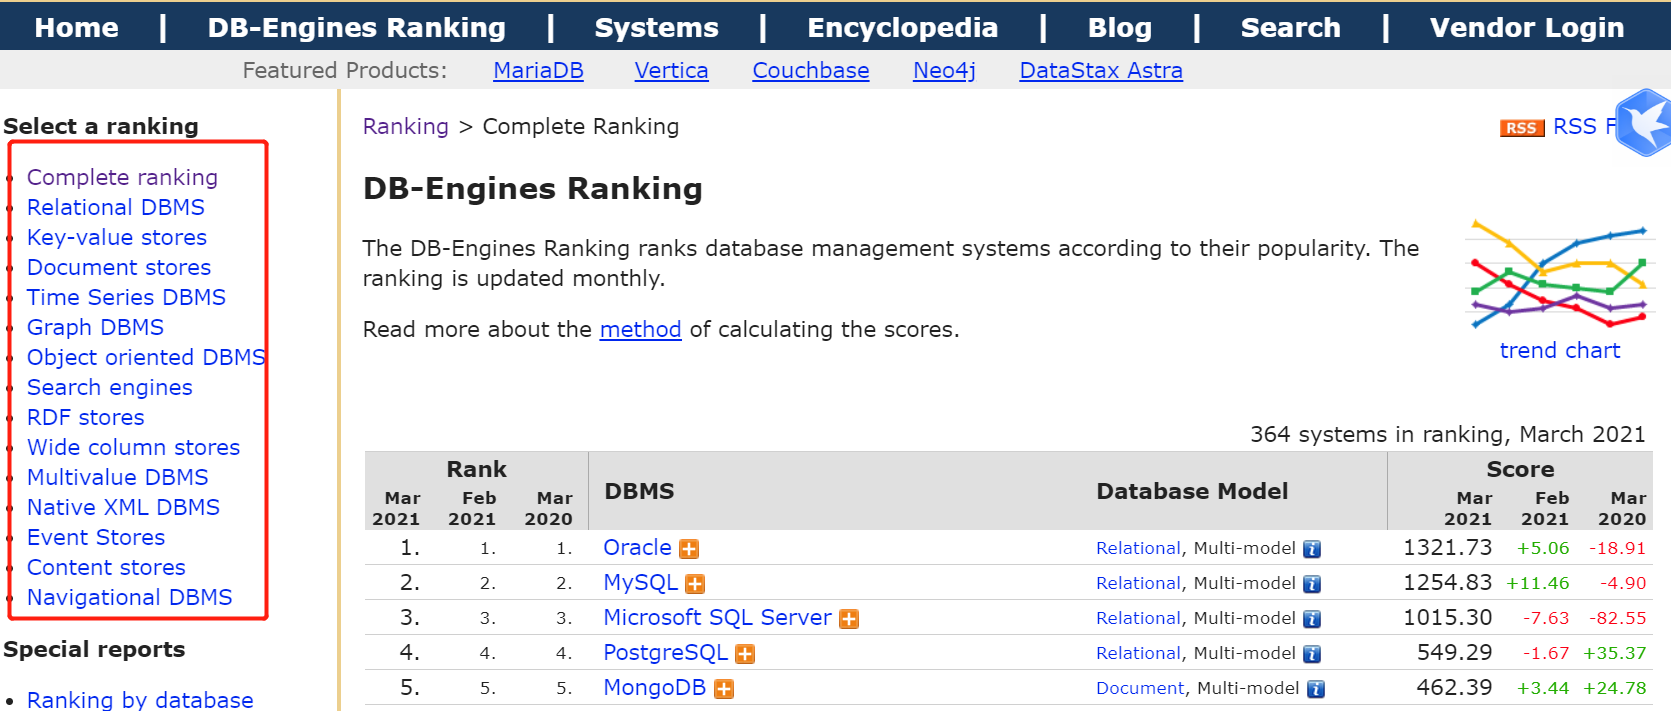 Home | DB-Engines Ranking | Systems | Encyclopedia | Blog | Search | Vendor Login
Featured Products: MariaDB Vertica Couchbase Neo4j DataStax Astra
Select a ranking
Complete ranking
Relational DBMS
Key-value stores
Document stores
Time Series DBMS
Graph DBMS
Object oriented DBMS
Search engines
RDF stores
Wide column stores
Multivalue DBMS
Native XML DBMS
Event Stores
Content stores
Navigational DBMS
Special reports
Ranking by database
Ranking > Complete Ranking
RSS RSS F
DB-Engines Ranking
The DB-Engines Ranking ranks database management systems according to their popularity. The
ranking is updated monthly.
Read more about the method of calculating the scores.
trend chart
364 systems in ranking, March 2021
Rank DBMS Database Model Score
Mar 2021 Feb 2021 Mar 2020 Mar 2021 Feb 2021 Mar 2020
1. 1. 1. Oracle Relational, Multi-model 1321.73 +5.06 -18.91
2. 2. 2. MySQL Relational, Multi-model 1254.83 +11.46 -4.90
3. 3. 3. Microsoft SQL Server Relational, Multi-model 1015.30 -7.63 -82.55
4. 4. 4. PostgreSQL Relational, Multi-model 549.29 -1.67 +35.37
5. 5. 5. MongoDB Document, Multi-model 462.39 +3.44 +24.78